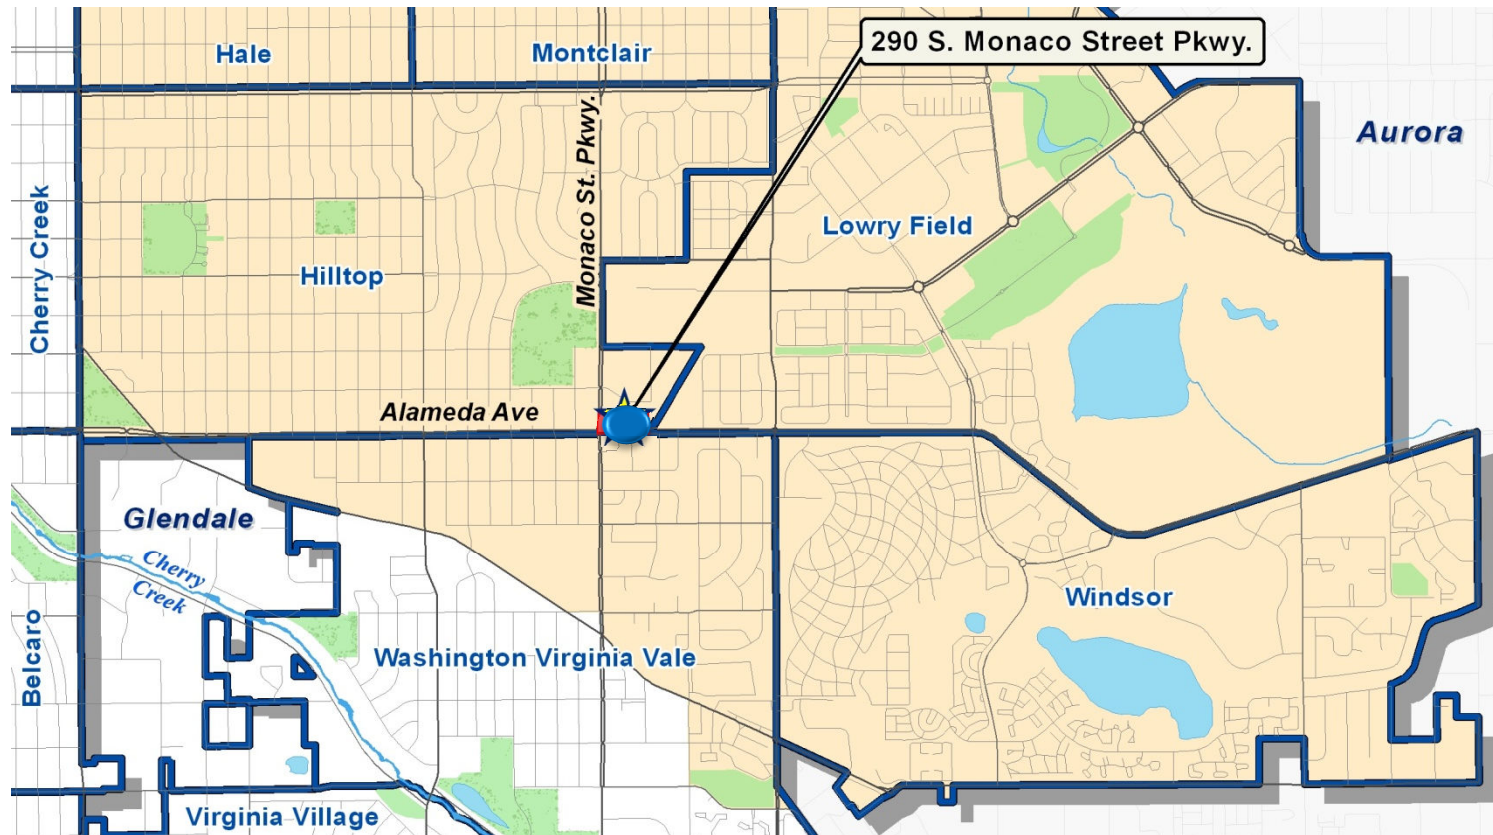 290 S. Monaco Street Pkwy.
Hale
Montclair
Aurora
Monaco St. Pkwy.
Cherry Creek
Lowry Field
Hilltop
Alameda Ave
Glendale
Cherry
Creek
Windsor
Belcaro
Washington Virginia Vale
Virginia Village